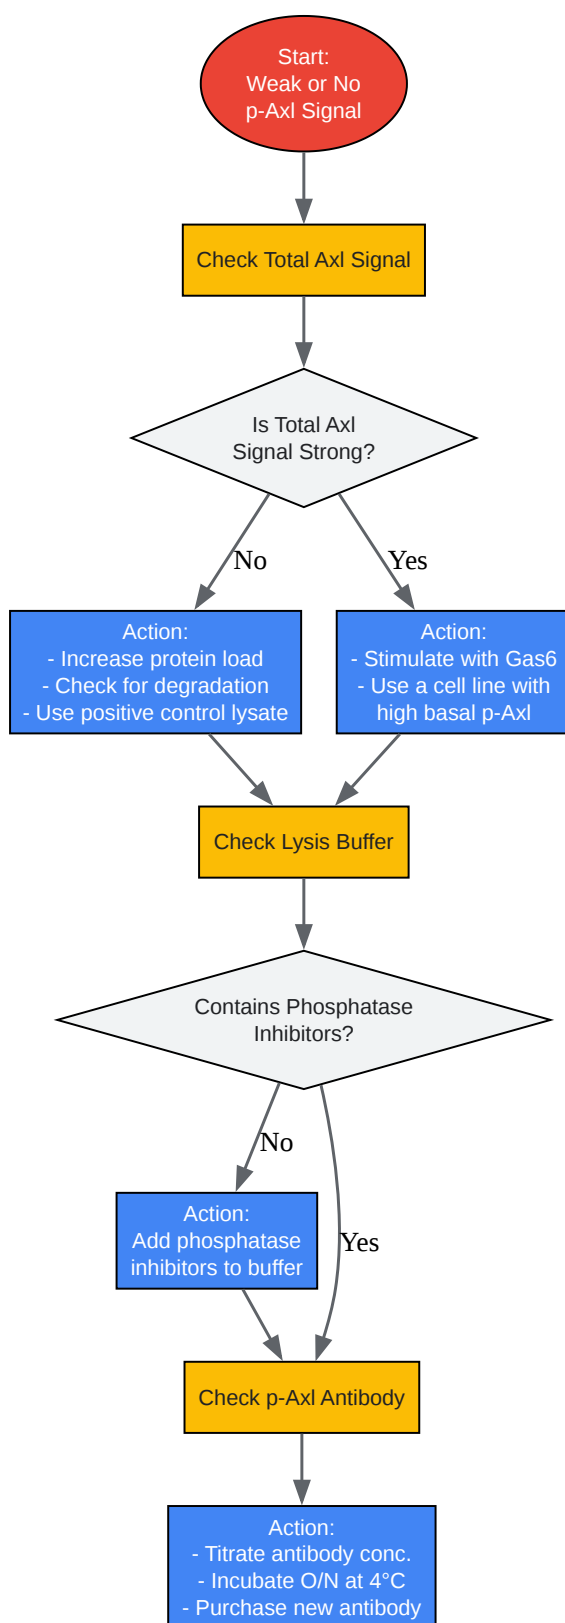 Start:
Weak or No
p-Axl Signal
Check Total Axl Signal
Is Total Axl
Signal Strong?
No
Yes
Action:
- Increase protein load
- Check for degradation
- Use positive control lysate
Action:
- Stimulate with Gas6
- Use a cell line with
high basal p-Axl
Check Lysis Buffer
Contains Phosphatase
Inhibitors?
No
Action:
Add phosphatase
inhibitors to buffer
Yes
Check p-Axl Antibody
Action:
- Titrate antibody conc.
- Incubate O/N at 4°C
- Purchase new antibody